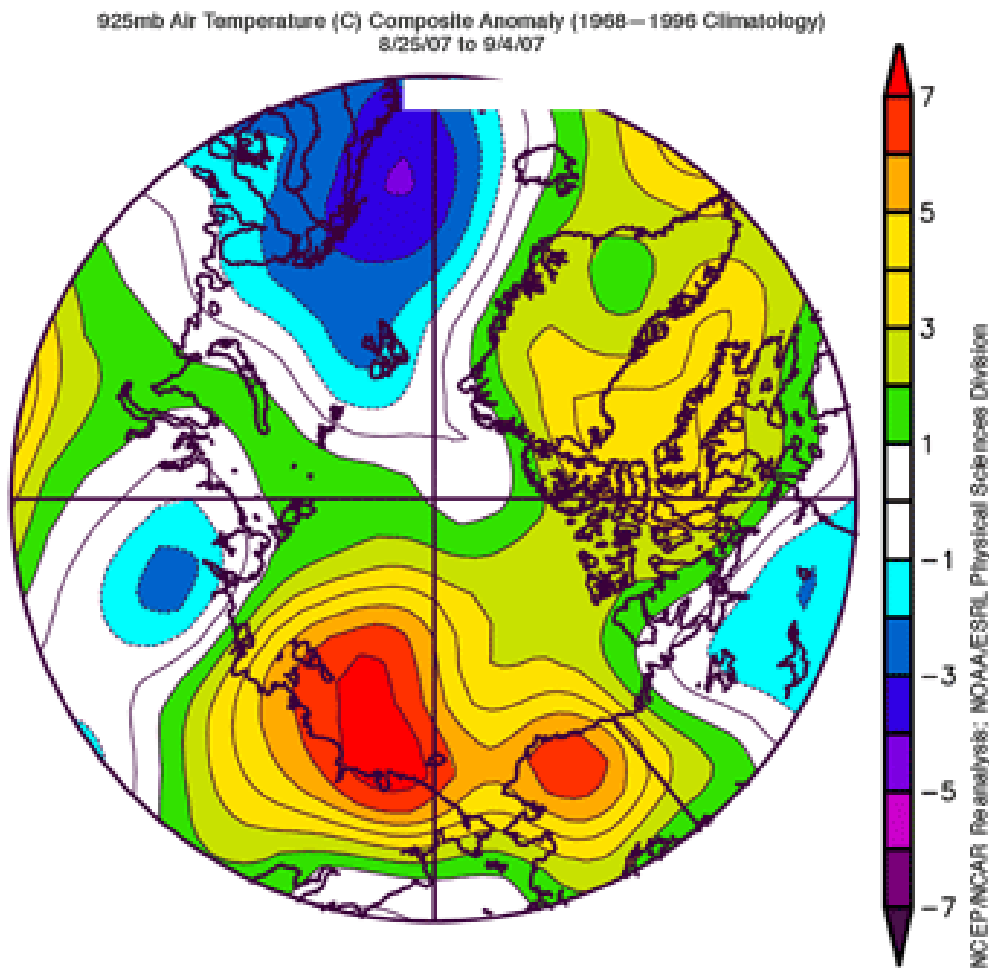 925mb Air Temperature (C) Composite Anomaly (1968—1996 Climatology)
8/25/07 to 9/4/07
7
5
3
1
−1
−3
−5
−7
NCEP/NCAR Reanalysis: NOAA/ESRL Physical Sciences Division